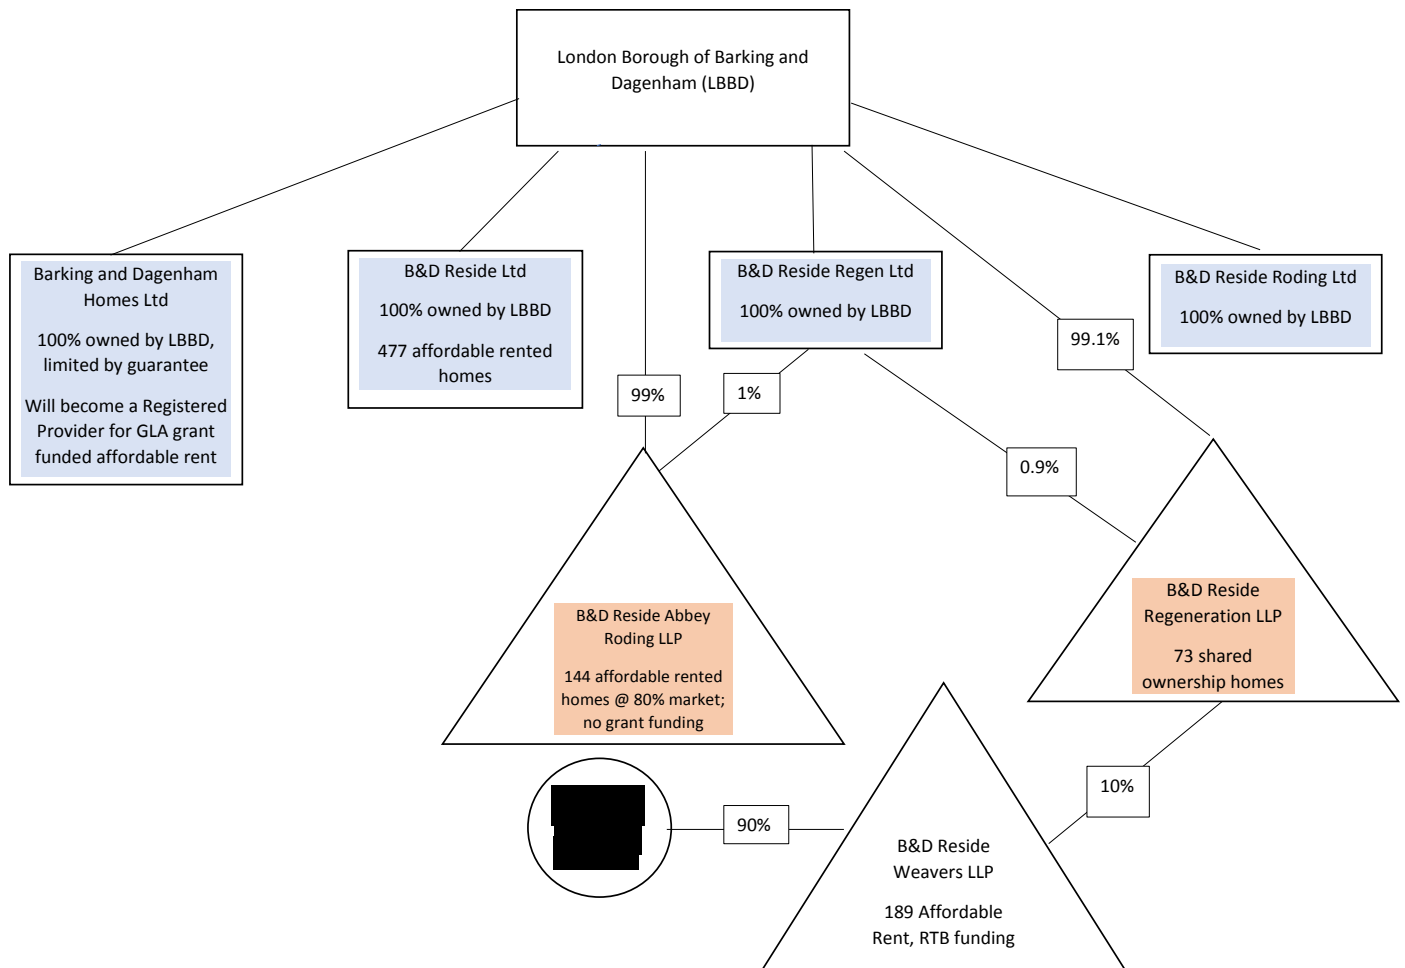 London Borough of Barking and
Dagenham (LBBD)
Barking and Dagenham
Homes Ltd
100% owned by LBBD,
limited by guarantee
Will become a Registered
Provider for GLA grant
funded affordable rent
B&D Reside Ltd
100% owned by LBBD
477 affordable rented
homes
B&D Reside Regen Ltd
100% owned by LBBD
B&D Reside Roding Ltd
100% owned by LBBD
99.1%
99%
1%
0.9%
B&D Reside Abbey
Roding LLP
144 affordable rented
homes @ 80% market;
no grant funding
B&D Reside
Regeneration LLP
73 shared
ownership homes
10%
90%
B&D Reside
Weavers LLP
189 Affordable
Rent, RTB funding